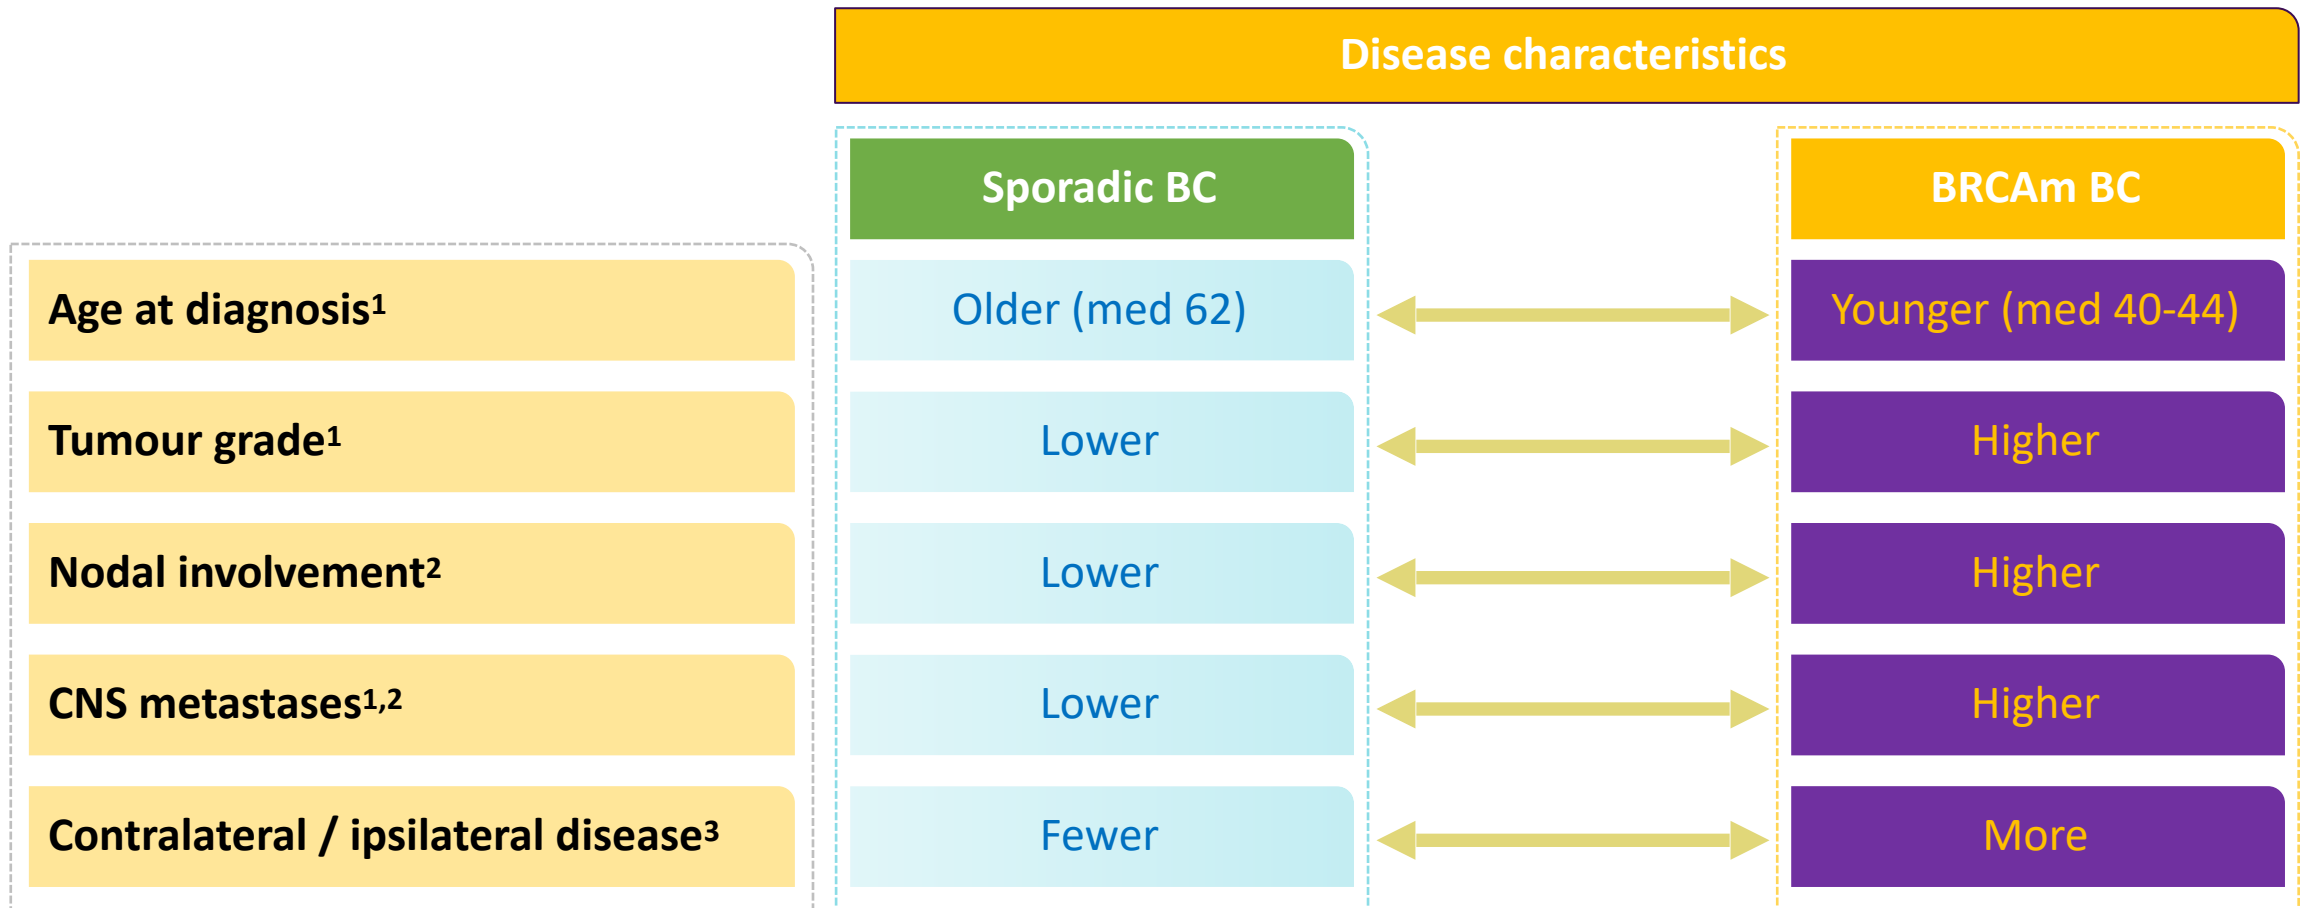 Disease characteristics
Sporadic BC
BRCAm BC
Age at diagnosis1
Older (med 62)
Younger (med 40-44)
Tumour grade1
Lower
Higher
Nodal involvement2
Lower
Higher
CNS metastases1,2
Lower
Higher
Contralateral / ipsilateral disease3
Fewer
More